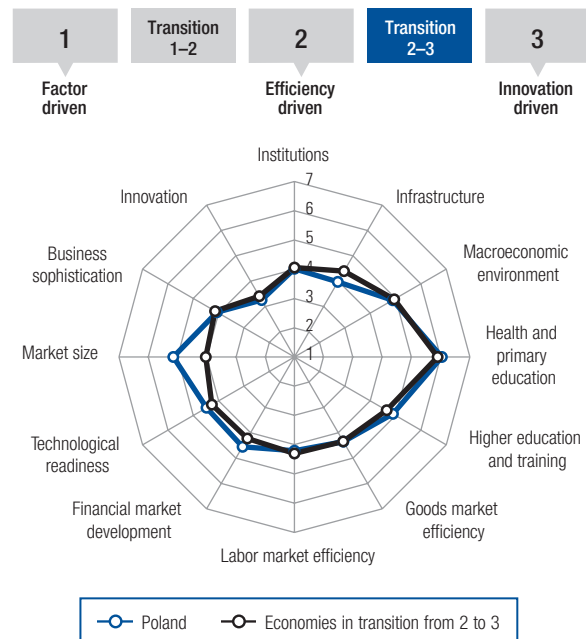 1
Transition
1–2
2
Transition
2–3
3
Factor
driven
Efficiency
driven
Innovation
driven
Institutions
Infrastructure
Macroeconomic
environment
Health and
primary
education
Higher education
and training
Goods market
efficiency
Labor market efficiency
Financial market
development
Technological
readiness
Market size
Business
sophistication
Innovation
7
6
5
4
3
2
1
Poland
Economies in transition from 2 to 3